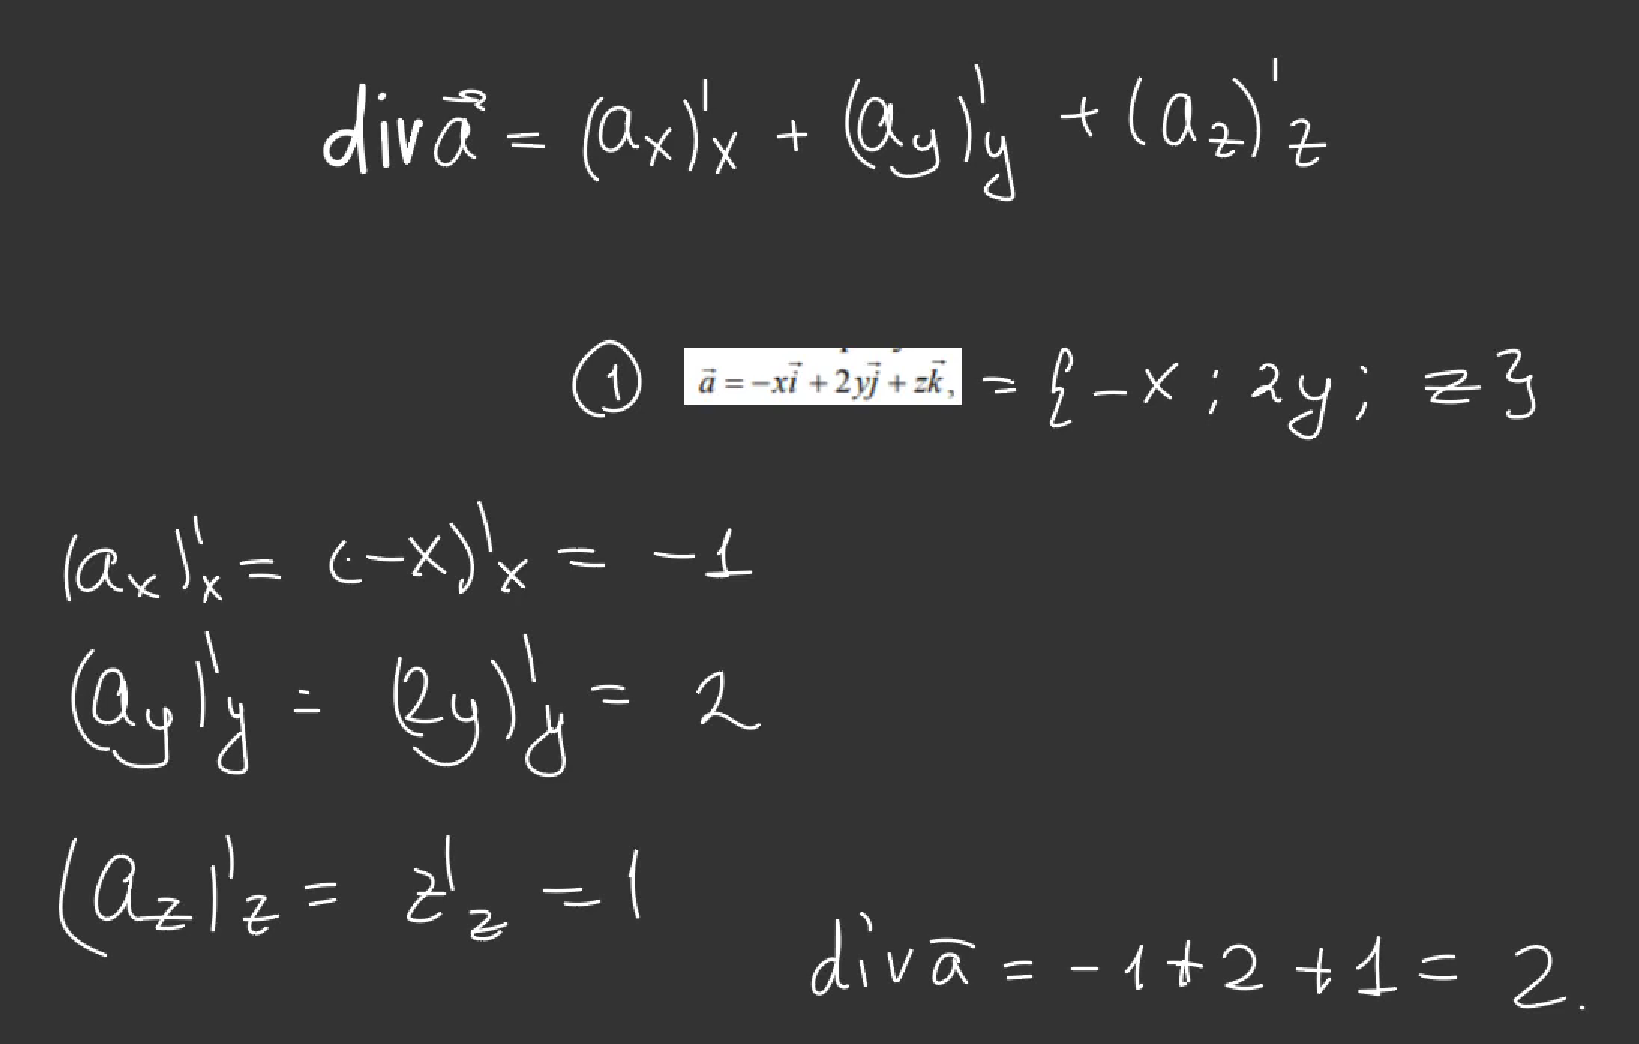 div a⃗ = (aₓ)'ₓ + (a_y)'_y + (a_z)'_z
① a⃗ = −xi⃗ + 2yj⃗ + zk⃗, = {−x ; 2y ; z}
(aₓ)'ₓ = (−x)'ₓ = −1
(a_y)'_y = (2y)'_y = 2
(a_z)'_z = z'_z = 1
div a̅ = −1 + 2 + 1 = 2.